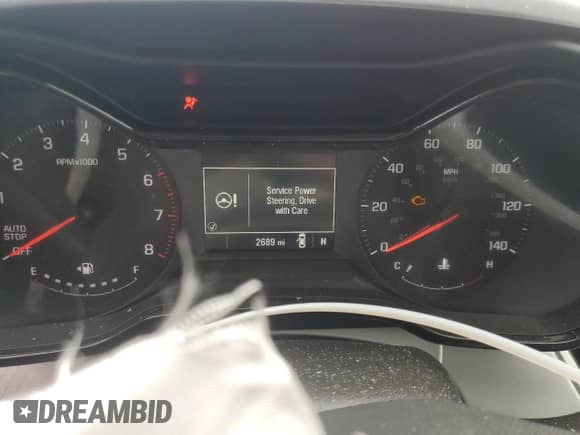 1 2 3 4 5 6 7 8
RPMx1000
AUTO
STOP
OFF
E F
Service Power
Steering, Drive
with Care
2689 mi N
0 20 40 60 80 100 120 140
MPH
C H
DREAMBID